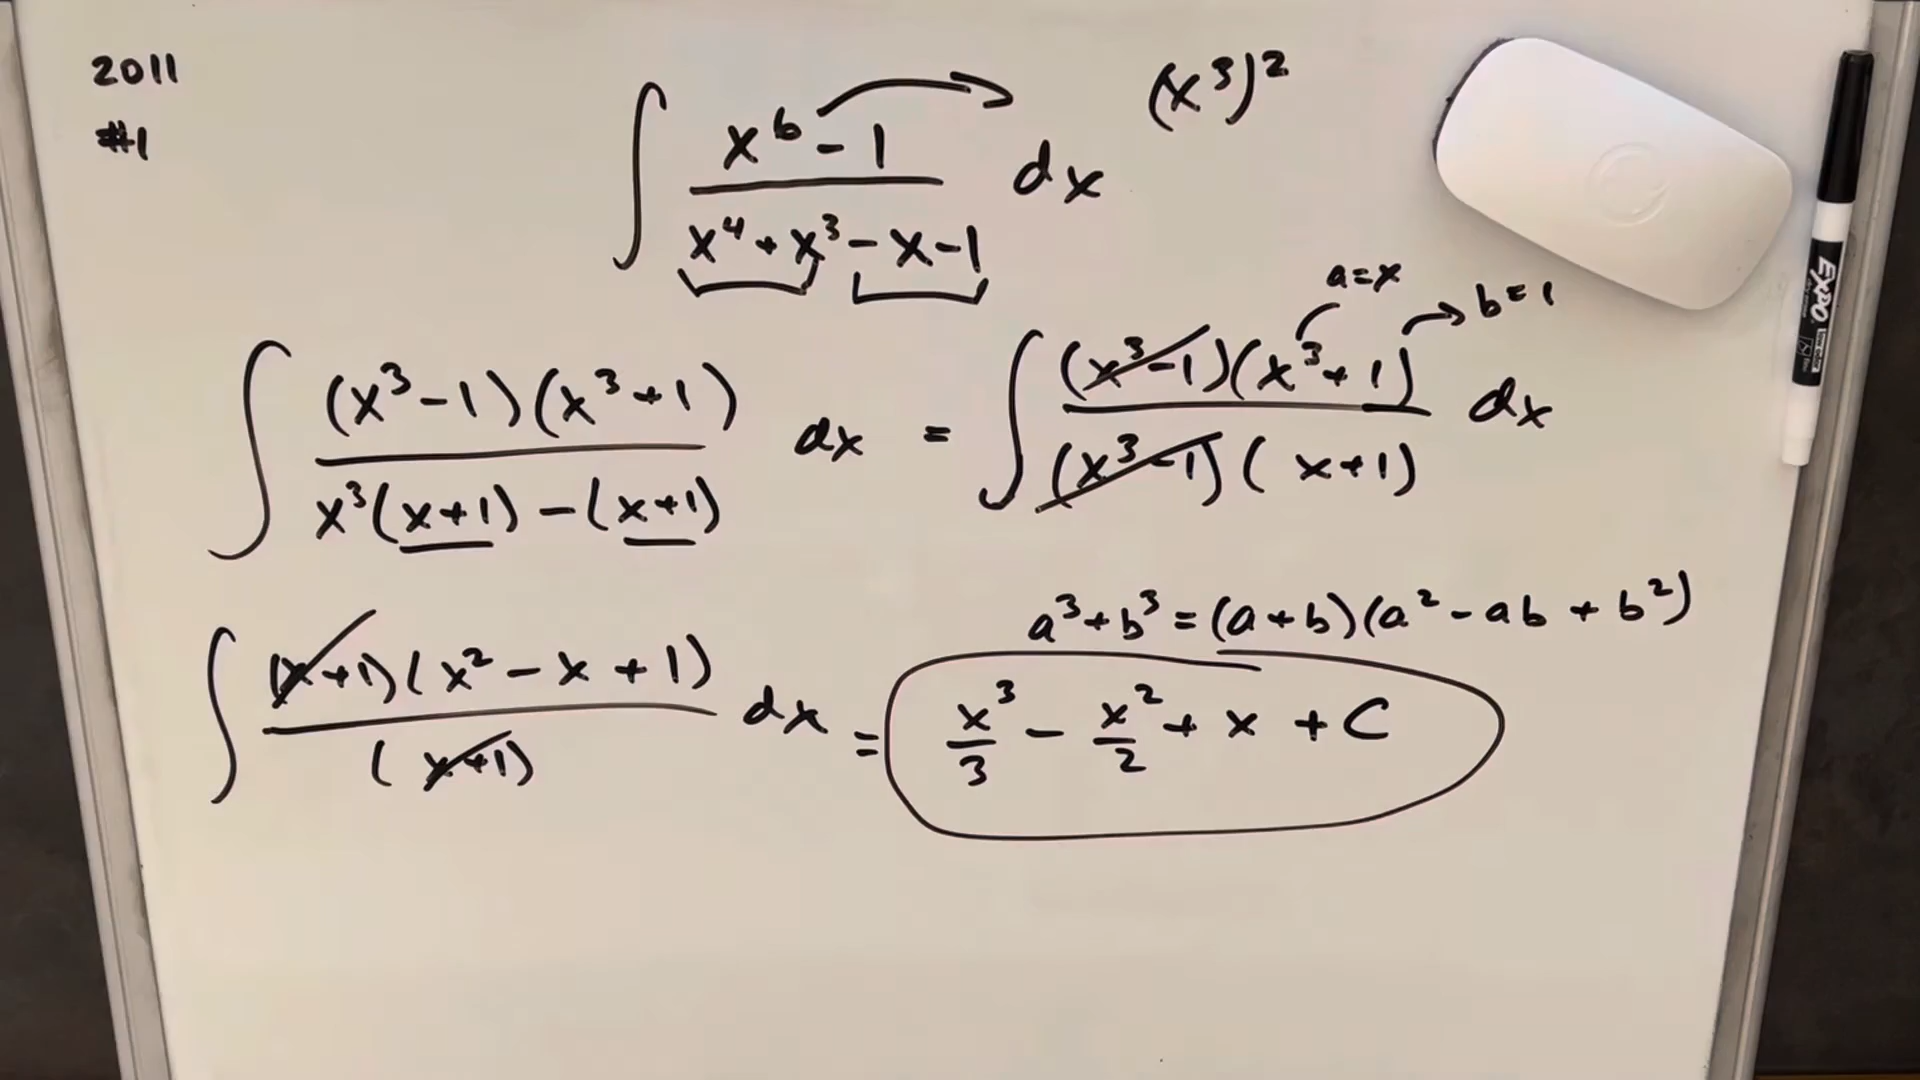 2011
#1
∫ (x^6 - 1)/(x^4 + x^3 - x - 1) dx
(x^3)^2
a=x
b=1
∫ (x^3-1)(x^3+1)/(x^3(x+1)-(x+1)) dx = ∫ (x^3-1)(x^3+1)/((x^3-1)(x+1)) dx
a^3+b^3=(a+b)(a^2-ab+b^2)
∫ (x+1)(x^2-x+1)/(x+1) dx = x^3/3 - x^2/2 + x + C
EXPO